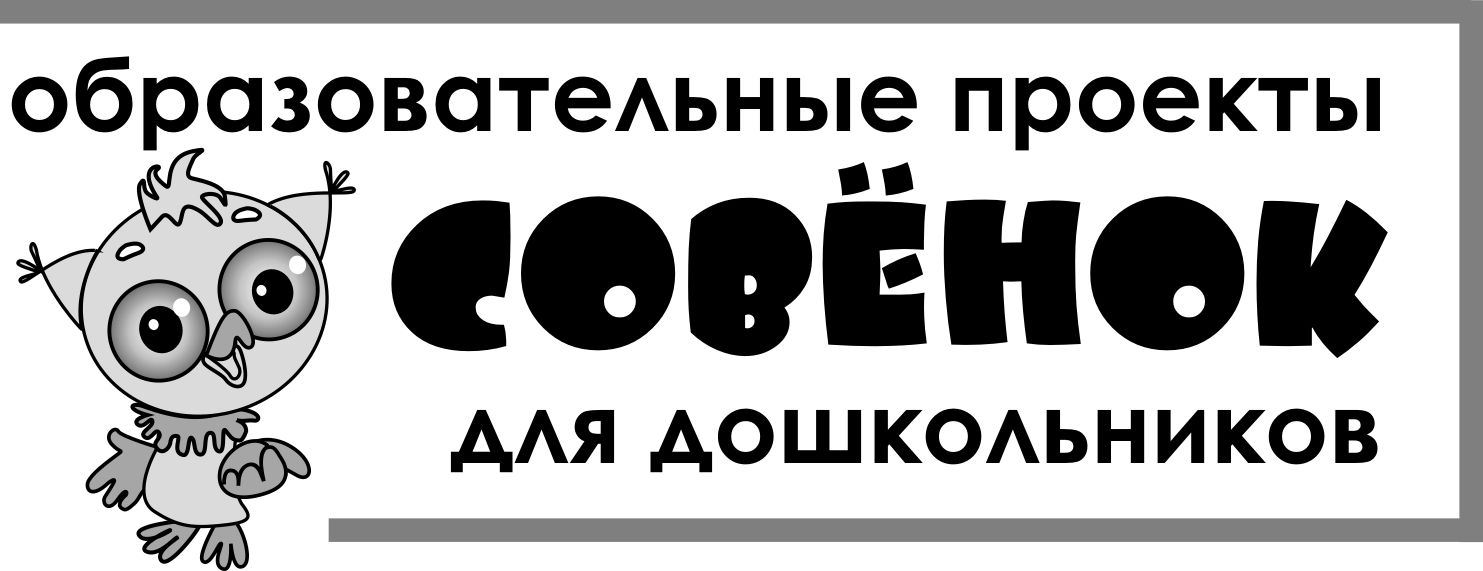 образовательные проекты
СОВЁНОК
для дошкольников